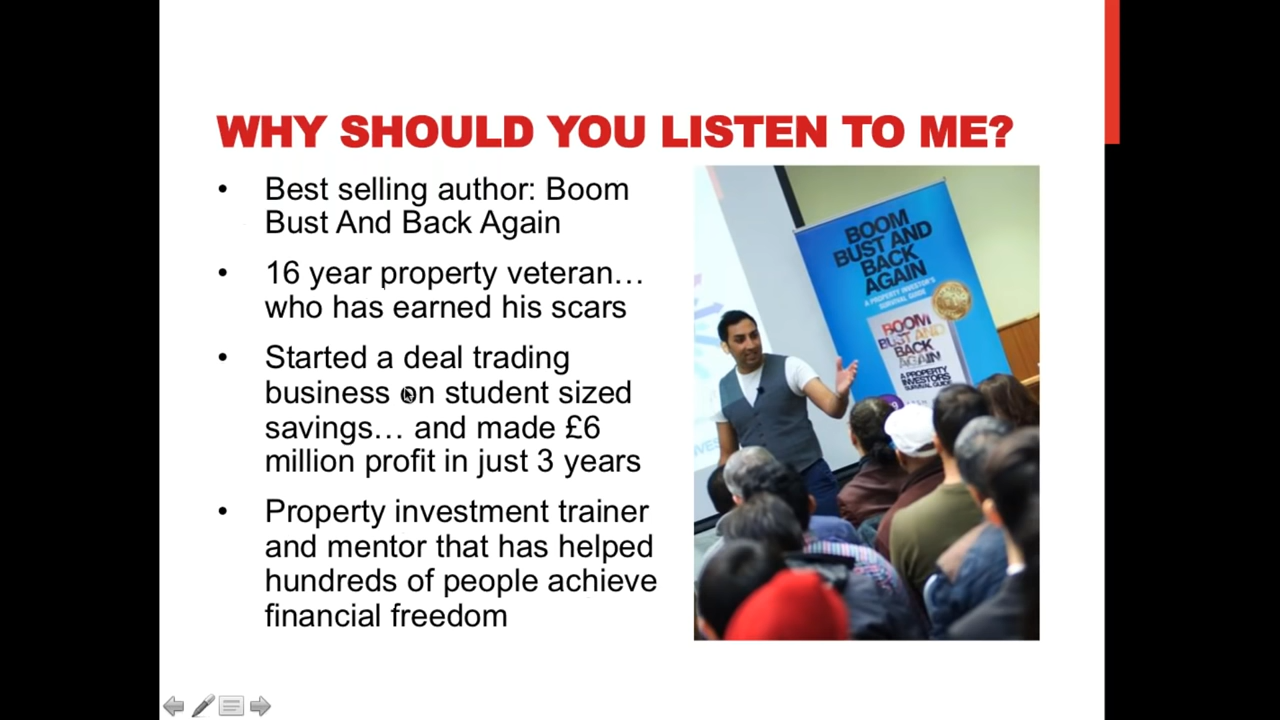 WHY SHOULD YOU LISTEN TO ME?
• Best selling author: Boom
Bust And Back Again
• 16 year property veteran…
who has earned his scars
• Started a deal trading
business on student sized
savings… and made £6
million profit in just 3 years
• Property investment trainer
and mentor that has helped
hundreds of people achieve
financial freedom
BOOM
BUST AND
BACK
AGAIN
A PROPERTY INVESTOR'S
SURVIVAL GUIDE
BOOM
BUST AND
BACK
AGAIN
A PROPERTY
INVESTORS
SURVIVAL GUIDE